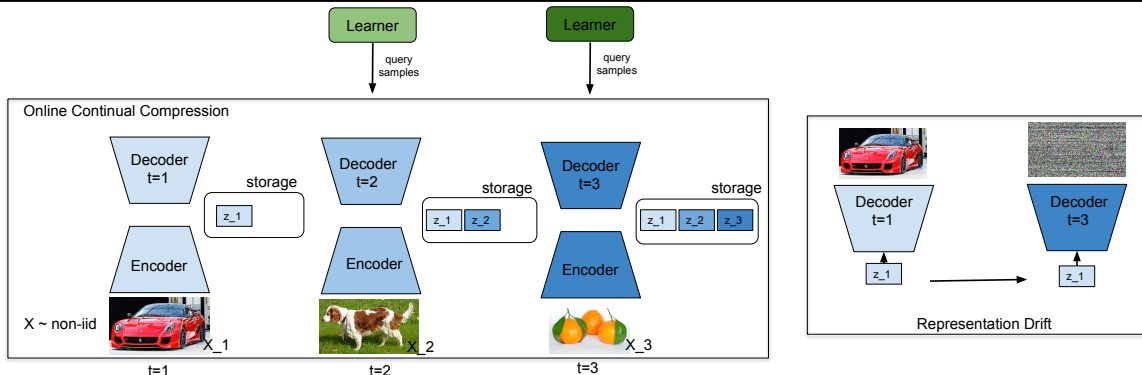 Learner
Learner
query
samples
query
samples
Online Continual Compression
Decoder
t=1
Decoder
t=2
Decoder
t=3
storage
storage
storage
z_1
z_1 z_2
z_1 z_2 z_3
Encoder
Encoder
Encoder
X ~ non-iid
X_1
X_2
X_3
t=1
t=2
t=3
Decoder
t=1
Decoder
t=3
z_1
z_1
Representation Drift